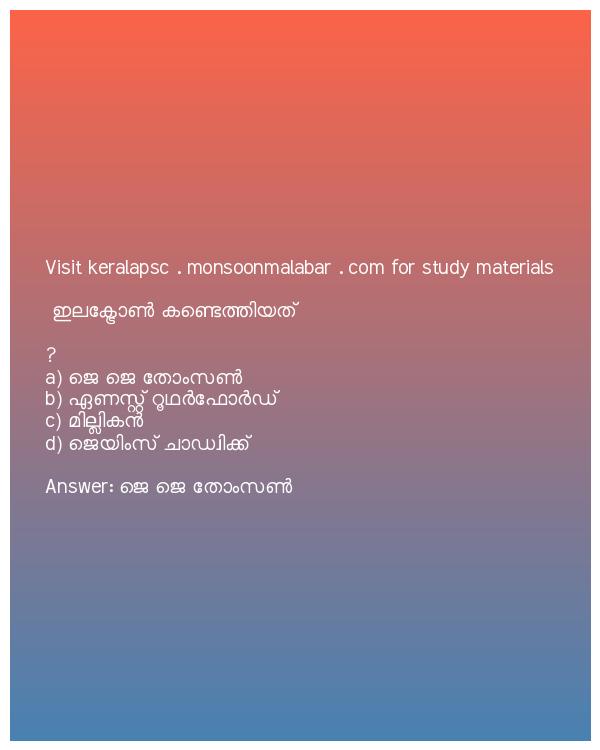 Visit keralapsc . monsoonmalabar . com for study materials
ഇലക്ട്രോൺ കണ്ടെത്തിയത്
?
a) ജെ ജെ തോംസൺ
b) ഏണസ്റ്റ് റൂഥർഫോർഡ്
c) മില്ലികൻ
d) ജെയിംസ് ചാഡ്വിക്ക്
Answer: ജെ ജെ തോംസൺ